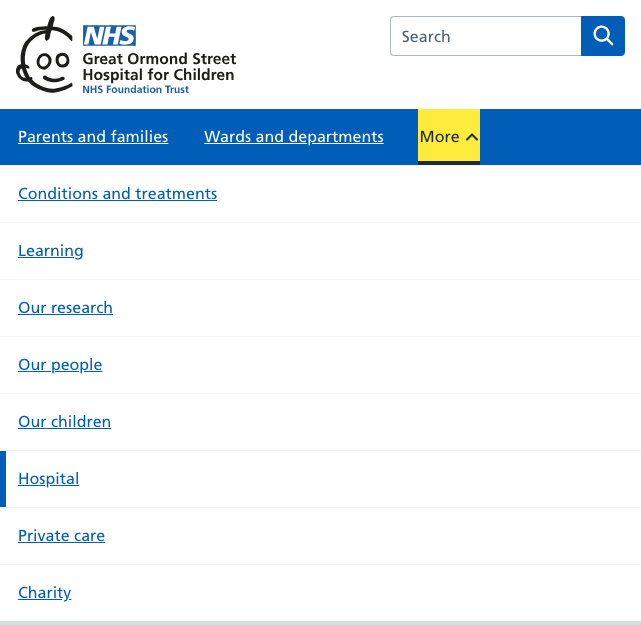 NHS
Great Ormond Street
Hospital for Children
NHS Foundation Trust
Search
Parents and families
Wards and departments
More
Conditions and treatments
Learning
Our research
Our people
Our children
Hospital
Private care
Charity